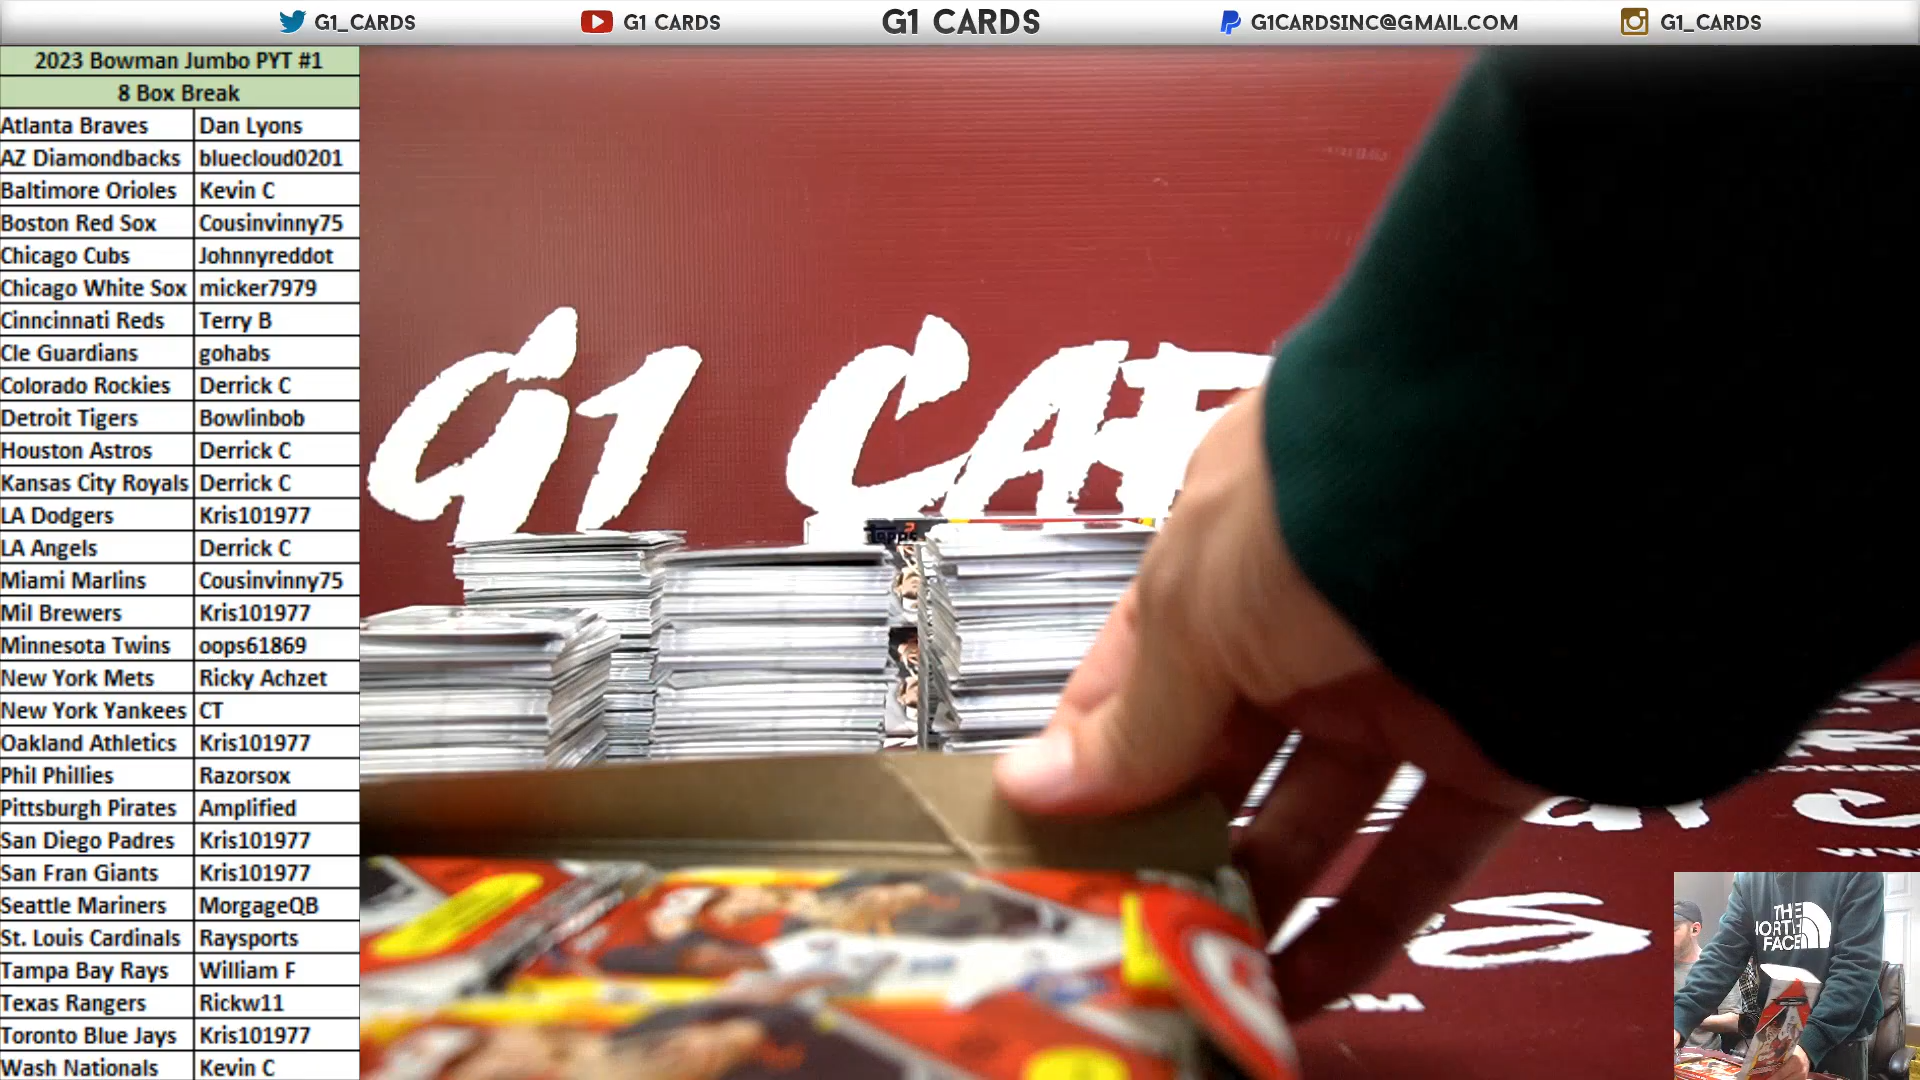 G1_CARDS G1 CARDS G1 CARDS G1CARDSINC@GMAIL.COM G1_CARDS
2023 Bowman Jumbo PYT #1
8 Box Break
Atlanta Braves Dan Lyons
AZ Diamondbacks bluecloud0201
Baltimore Orioles Kevin C
Boston Red Sox Cousinvinny75
Chicago Cubs Johnnyreddot
Chicago White Sox micker7979
Cinncinnati Reds Terry B
Cle Guardians gohabs
Colorado Rockies Derrick C
Detroit Tigers Bowlinbob
Houston Astros Derrick C
Kansas City Royals Derrick C
LA Dodgers Kris101977
LA Angels Derrick C
Miami Marlins Cousinvinny75
Mil Brewers Kris101977
Minnesota Twins oops61869
New York Mets Ricky Achzet
New York Yankees CT
Oakland Athletics Kris101977
Phil Phillies Razorsox
Pittsburgh Pirates Amplified
San Diego Padres Kris101977
San Fran Giants Kris101977
Seattle Mariners MorgageQB
St. Louis Cardinals Raysports
Tampa Bay Rays William F
Texas Rangers Rickw11
Toronto Blue Jays Kris101977
Wash Nationals Kevin C
G1 CAR
topps
G1 C
THE
NORTH
FACE